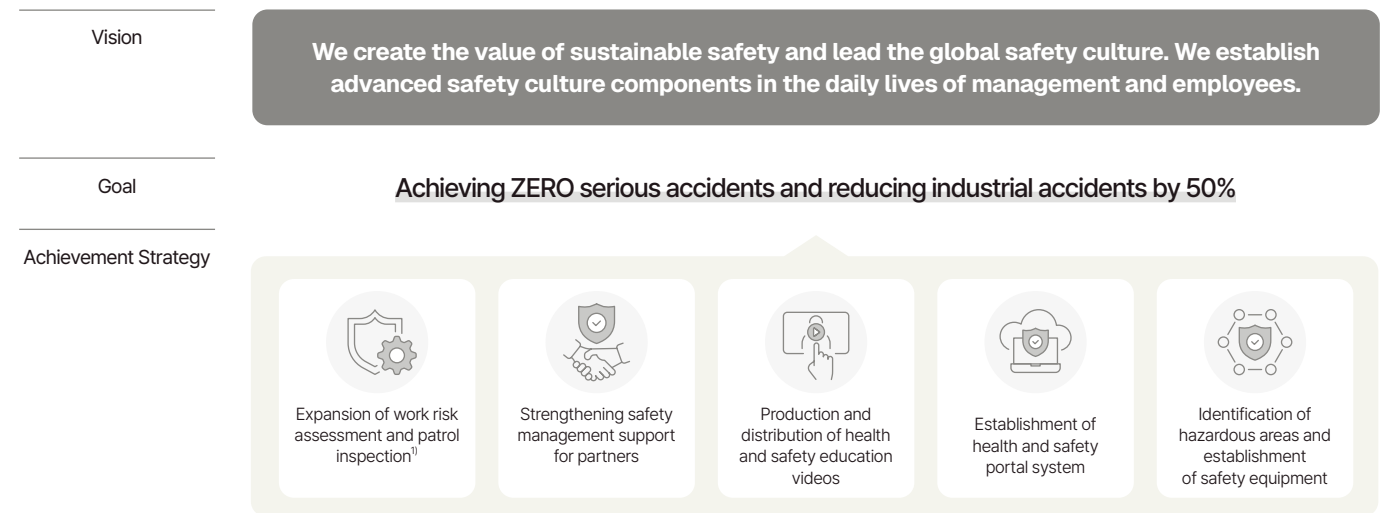 Vision
We create the value of sustainable safety and lead the global safety culture. We establish
advanced safety culture components in the daily lives of management and employees.
Goal
Achieving ZERO serious accidents and reducing industrial accidents by 50%
Achievement Strategy
Expansion of work risk
assessment and patrol
inspection1)
Strengthening safety
management support
for partners
Production and
distribution of health
and safety education
videos
Establishment of
health and safety
portal system
Identification of
hazardous areas and
establishment
of safety equipment